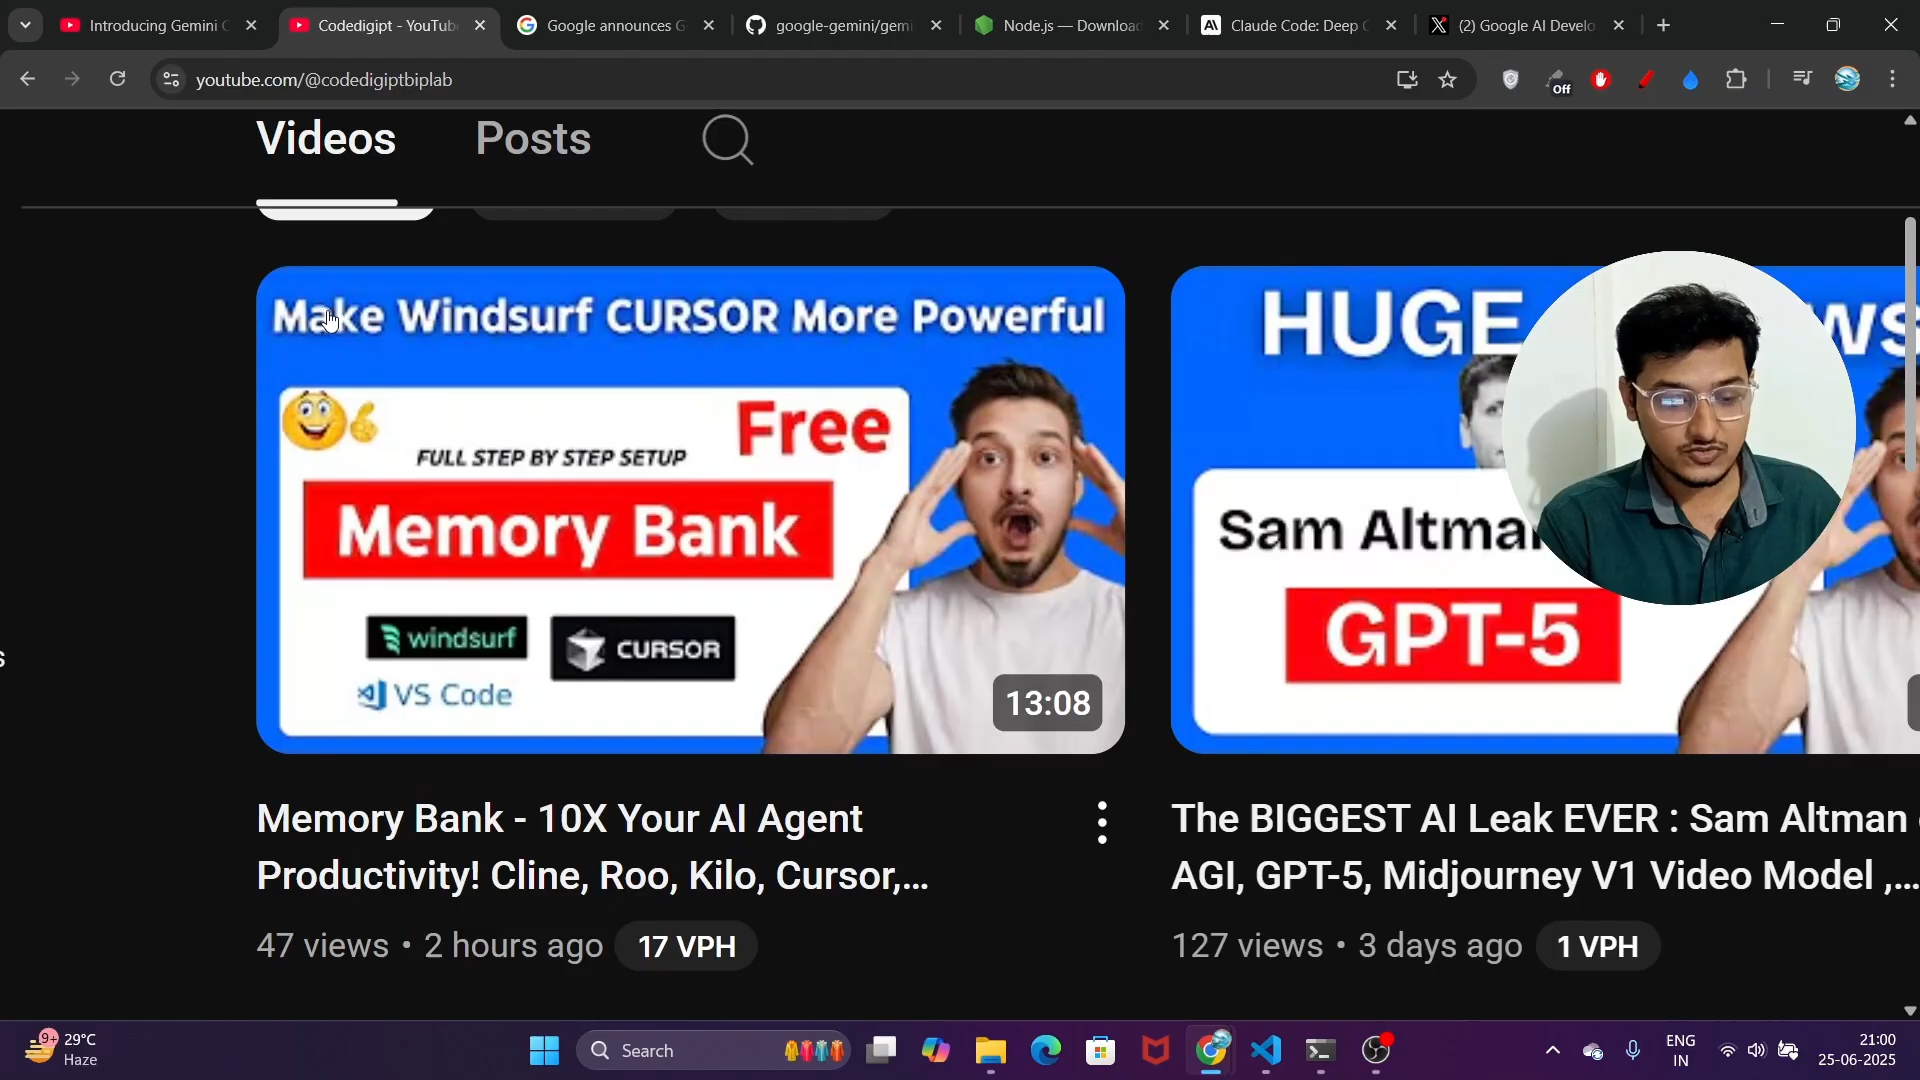 Introducing Gemini C
Codedigipt - YouTub
Google announces G
google-gemini/gemi
Node.js — Download
Claude Code: Deep C
(2) Google AI Develo
youtube.com/@codedigiptbiplab
Off
Videos
Posts
Make Windsurf CURSOR More Powerful
Free
FULL STEP BY STEP SETUP
Memory Bank
windsurf
CURSOR
VS Code
13:08
HUGE
WS
Sam Altma
GPT-5
s
Memory Bank - 10X Your AI Agent
Productivity! Cline, Roo, Kilo, Cursor,...
47 views • 2 hours ago
17 VPH
The BIGGEST AI Leak EVER : Sam Altman
AGI, GPT-5, Midjourney V1 Video Model ,...
127 views • 3 days ago
1 VPH
9+
29°C
Haze
Search
ENG
IN
21:00
25-06-2025